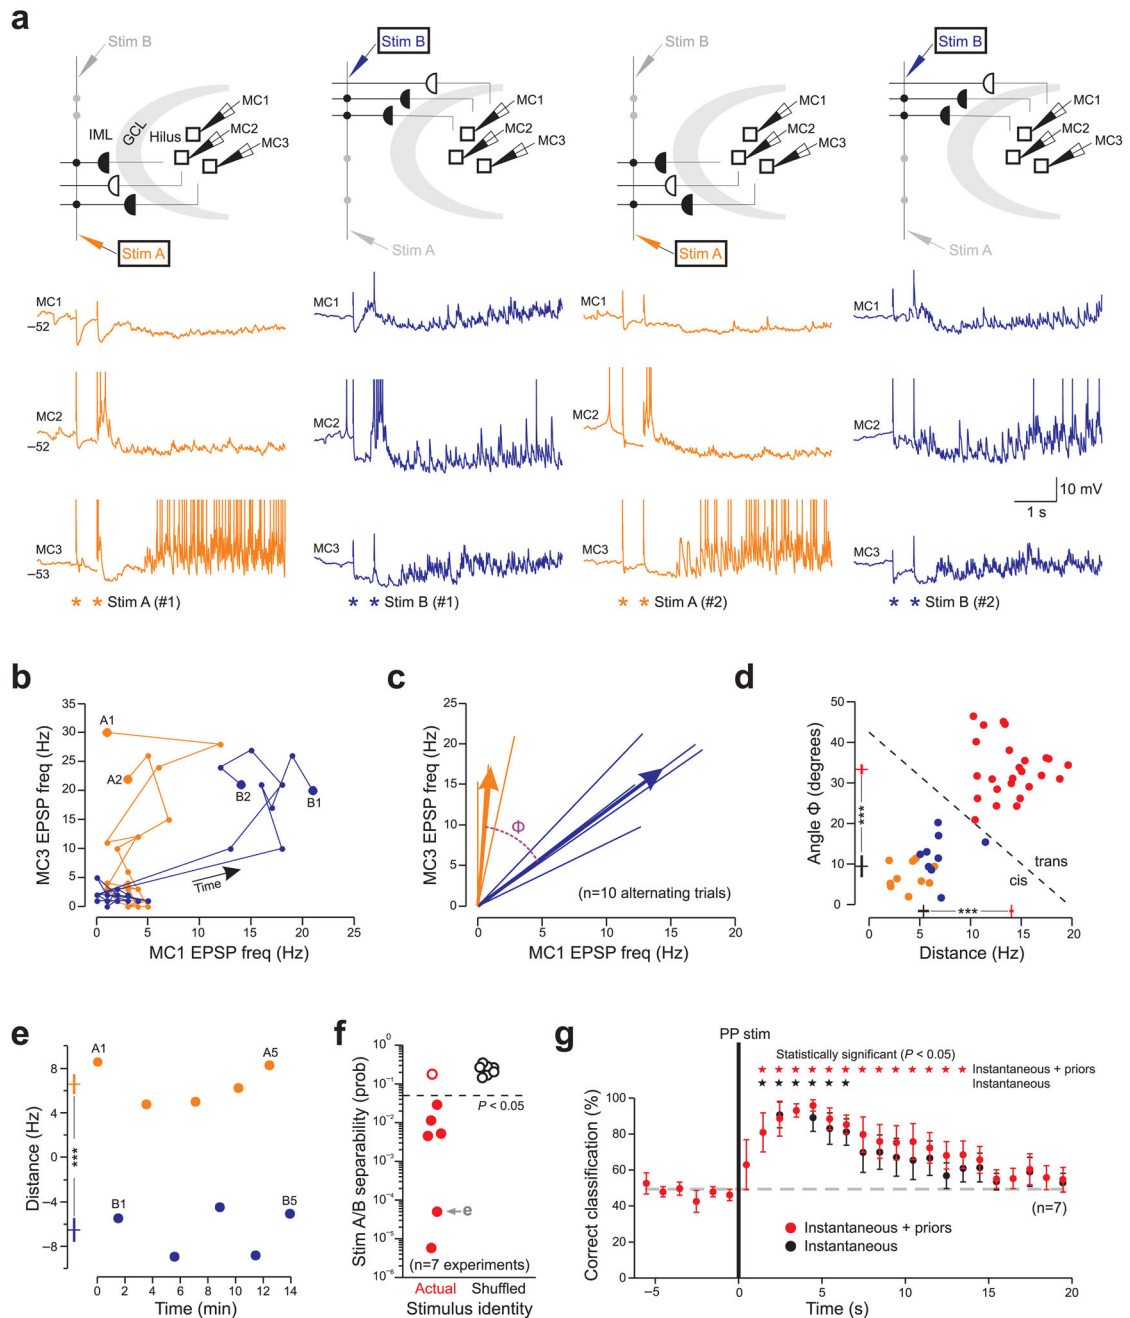 a
Stim B
Stim B
Stim B
Stim B
IML
GCL
Hilus
MC1
MC2
MC3
MC1
MC2
MC3
MC1
MC2
MC3
MC1
MC2
MC3
Stim A
Stim A
Stim A
Stim A
MC1
–52
MC1
MC1
MC1
MC2
–52
MC2
MC2
MC2
10 mV
1 s
MC3
–53
MC3
MC3
MC3
* * Stim A (#1)
* * Stim B (#1)
* * Stim A (#2)
* * Stim B (#2)
b
MC3 EPSP freq (Hz)
35
30
25
20
15
10
5
0
A1
A2
B2
B1
Time
0 5 10 15 20 25
MC1 EPSP freq (Hz)
c
MC3 EPSP freq (Hz)
25
20
15
10
5
0
Φ
(n=10 alternating trials)
0 5 10 15 20
MC1 EPSP freq (Hz)
d
Angle Φ (degrees)
50
40
30
20
10
0
***
trans
cis
***
0 5 10 15 20
Distance (Hz)
e
Distance (Hz)
8
4
0
−4
−8
***
A1
A5
B1
B5
0 2 4 6 8 10 12 14
Time (min)
f
Stim A/B separability (prob)
10⁰
10⁻¹
10⁻²
10⁻³
10⁻⁴
10⁻⁵
10⁻⁶
P < 0.05
e
(n=7 experiments)
Actual Shuffled
Stimulus identity
g
PP stim
Statistically significant (P < 0.05)
Instantaneous + priors
Instantaneous
Correct classification (%)
100
80
60
40
20
0
(n=7)
Instantaneous + priors
Instantaneous
−5 0 5 10 15 20
Time (s)